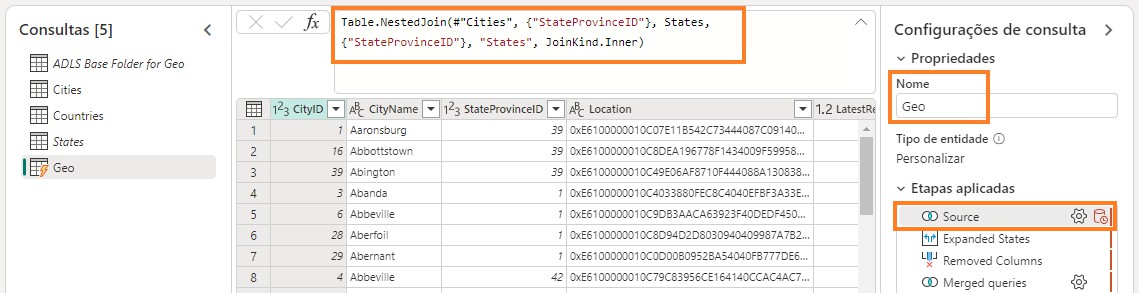 Consultas [5]
ADLS Base Folder for Geo
Cities
Countries
States
Geo
fx
Table.NestedJoin(#"Cities", {"StateProvinceID"}, States,
{"StateProvinceID"}, "States", JoinKind.Inner)
1²3 CityID ABC CityName 1²3 StateProvinceID ABC Location 1.2 LatestRe
1 1 Aaronsburg 39 0xE6100000010C07E11B542C73444087C09140...
2 16 Abbottstown 39 0xE6100000010C8DEA196778F1434009F59958...
3 39 Abington 39 0xE6100000010C49E06AF8710F444088A130838...
4 3 Abanda 1 0xE6100000010C4033880FEC8C4040EFBF3A33E...
5 6 Abbeville 1 0xE6100000010C9DB3AACA63923F40DEDF450...
6 28 Aberfoil 1 0xE6100000010C8D94D2D8030940409987A7B2...
7 29 Abernant 1 0xE6100000010C0D00B0952BA54040FB777DE6...
8 4 Abbeville 42 0xE6100000010C79C83956CE164140CCAC4AC7...
Configurações de consulta
Propriedades
Nome
Geo
Tipo de entidade
Personalizar
Etapas aplicadas
Source
Expanded States
Removed Columns
Merged queries